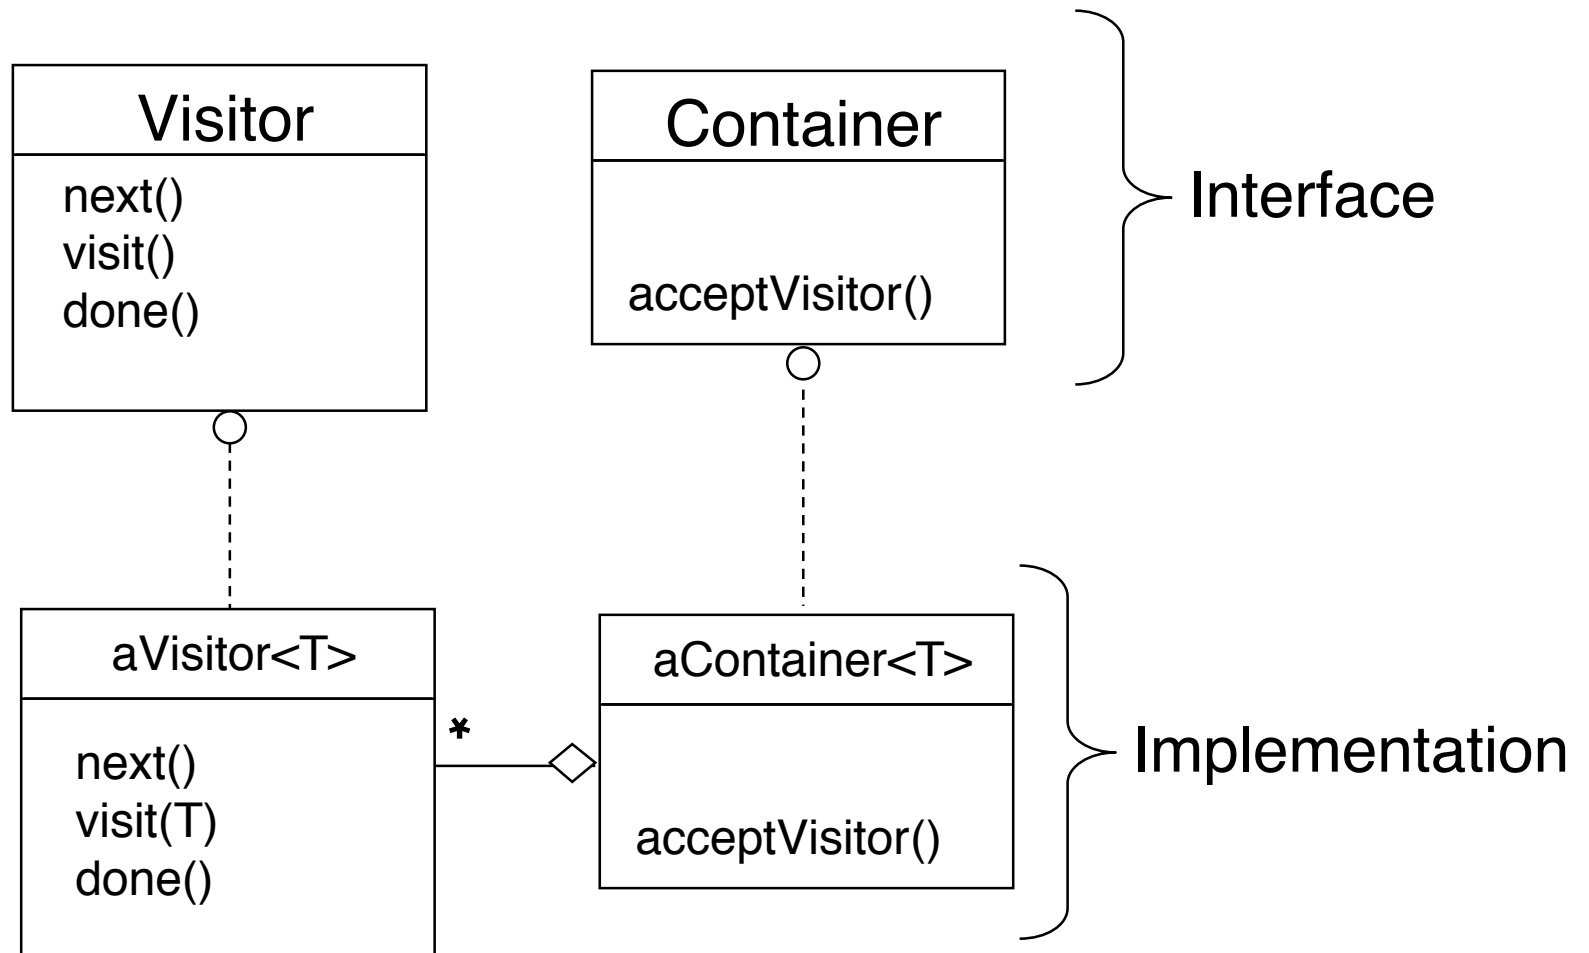 Visitor
next()
visit()
done()
Container
acceptVisitor()
Interface
aVisitor<T>
next()
visit(T)
done()
*
aContainer<T>
acceptVisitor()
Implementation